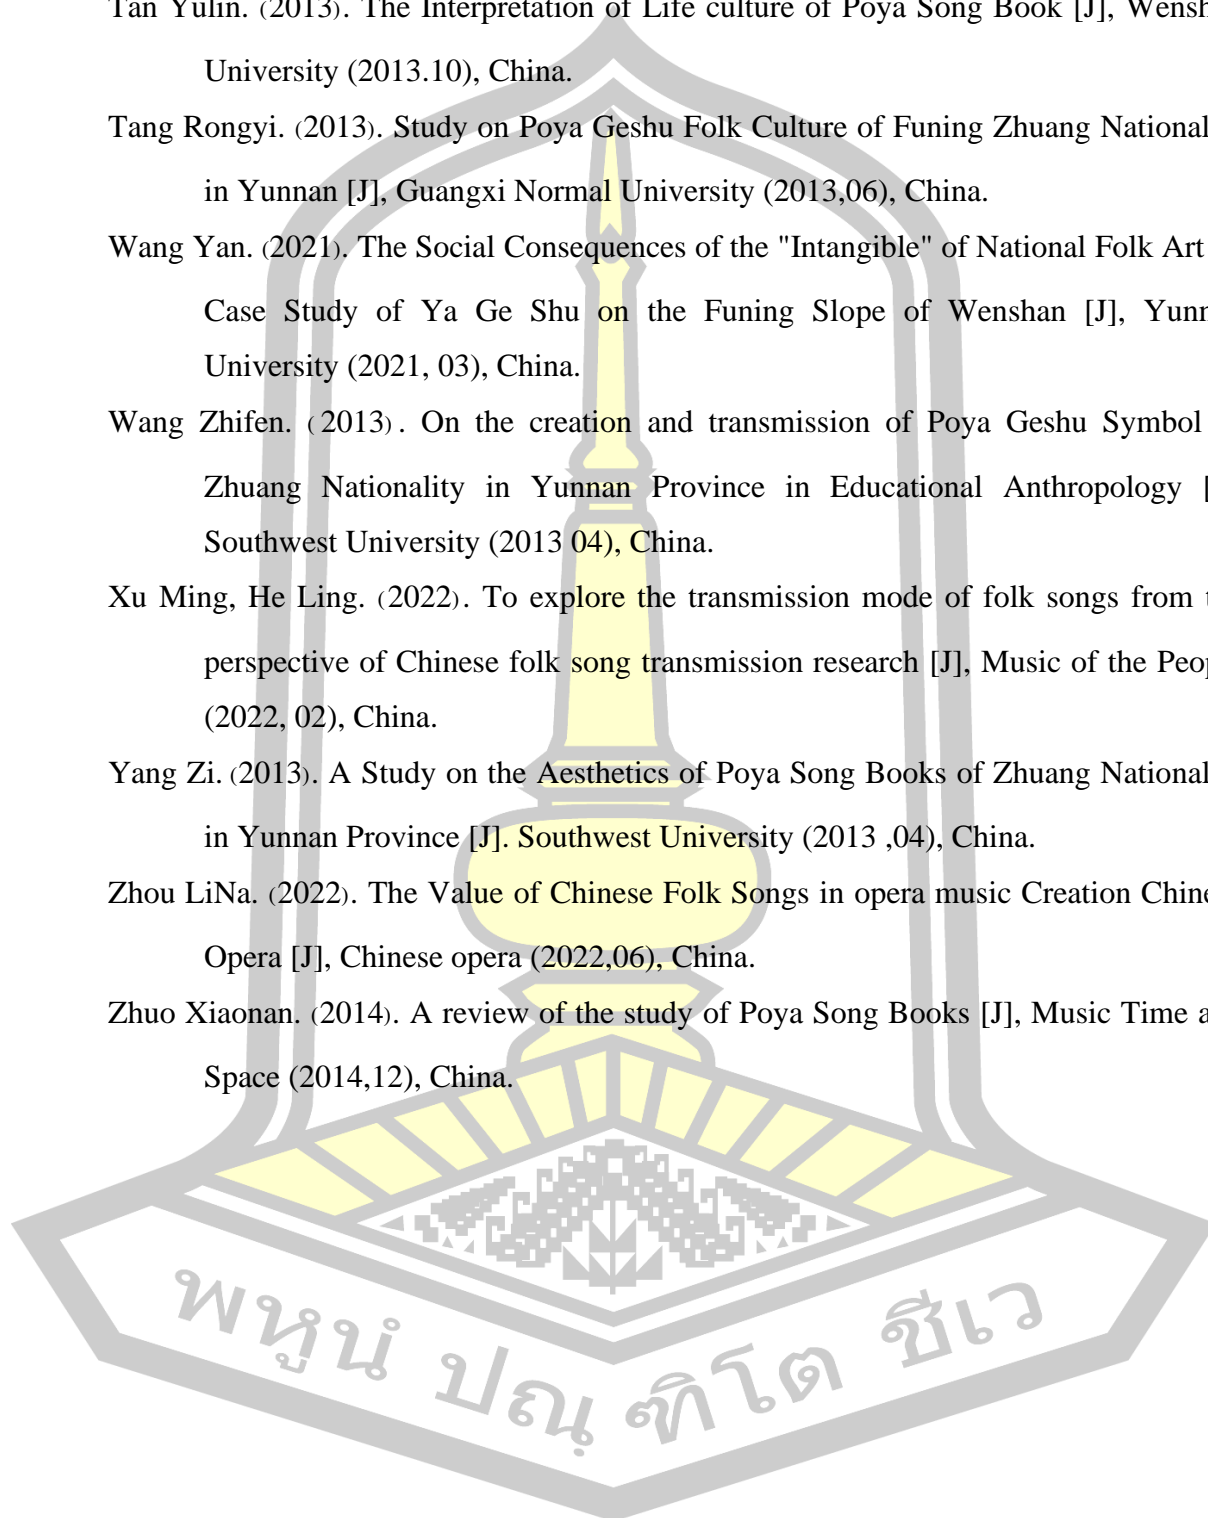 Tan Yulin. (2013). The Interpretation of Life culture of Poya Song Book [J], Wensh
University (2013.10), China.
Tang Rongyi. (2013). Study on Poya Geshu Folk Culture of Funing Zhuang National
in Yunnan [J], Guangxi Normal University (2013,06), China.
Wang Yan. (2021). The Social Consequences of the "Intangible" of National Folk Art
Case Study of Ya Ge Shu on the Funing Slope of Wenshan [J], Yunn
University (2021, 03), China.
Wang Zhifen. (2013). On the creation and transmission of Poya Geshu Symbol
Zhuang Nationality in Yunnan Province in Educational Anthropology [
Southwest University (2013 04), China.
Xu Ming, He Ling. (2022). To explore the transmission mode of folk songs from t
perspective of Chinese folk song transmission research [J], Music of the Peop
(2022, 02), China.
Yang Zi. (2013). A Study on the Aesthetics of Poya Song Books of Zhuang National
in Yunnan Province [J]. Southwest University (2013 ,04), China.
Zhou LiNa. (2022). The Value of Chinese Folk Songs in opera music Creation Chine
Opera [J], Chinese opera (2022,06), China.
Zhuo Xiaonan. (2014). A review of the study of Poya Song Books [J], Music Time a
Space (2014,12), China.
พหูนํ ปณฺฑิโต ชีเว